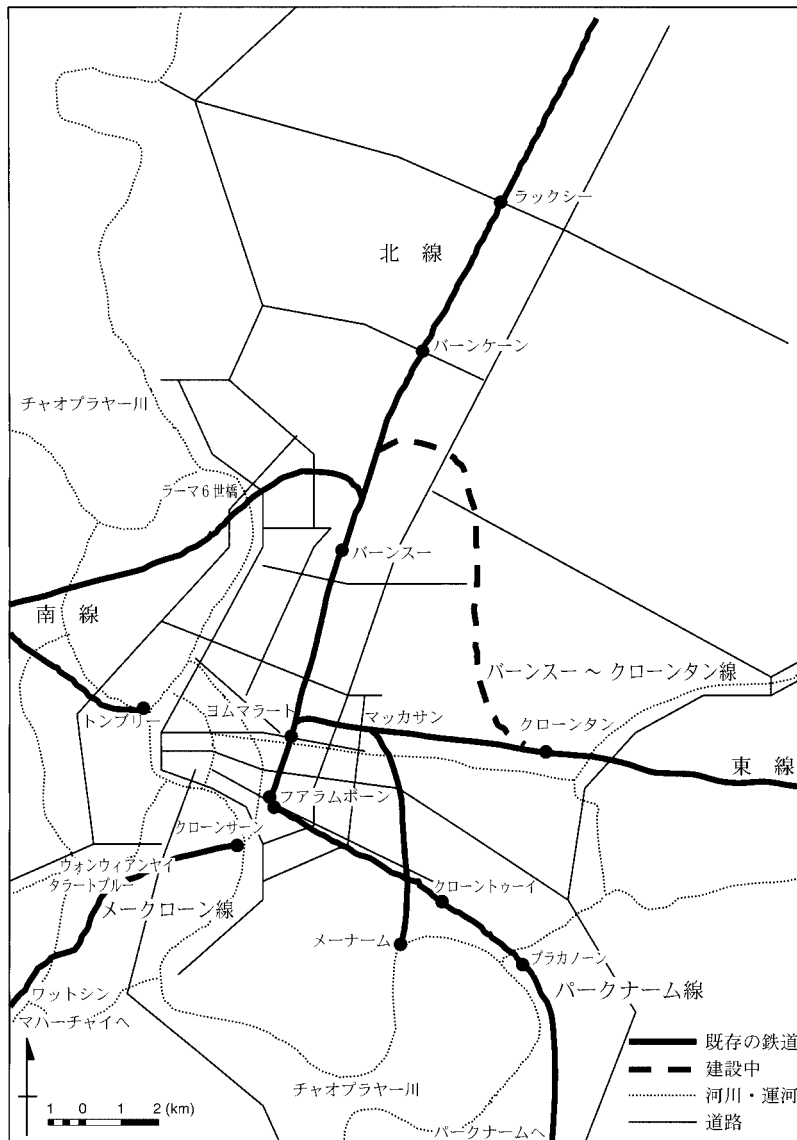 ラックシー
北線
バーンケーン
チャオプラヤー川
ラーマ6世橋
バーンスー
南線
バーンスー～クローンタン線
トンブリー
ヨムマラート
マッカサン
クローンタン
東線
フアラムポーン
クローンサーン
ウォンウィアンヤイ
タラートプルー
クローントゥーイ
メークローン線
メーナーム
プラカノーン
パークナーム線
ワットシン
マハーチャイへ
既存の鉄道
建設中
チャオプラヤー川
河川・運河
1 0 1 2 (km)
パークナームへ
道路